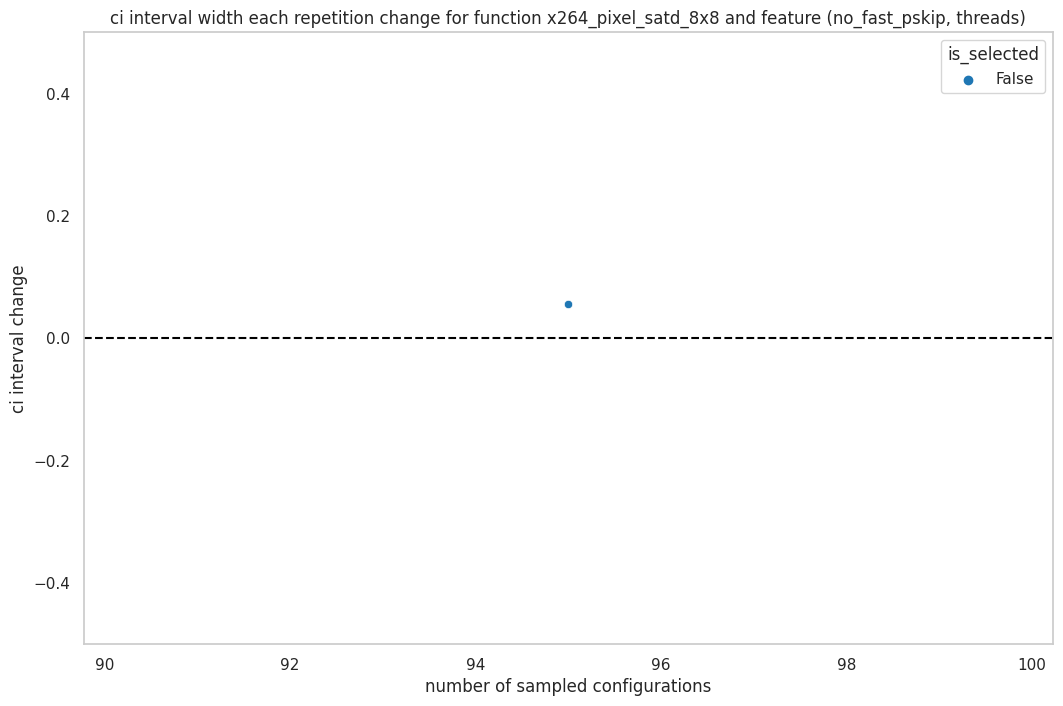 ci interval width each repetition change for function x264_pixel_satd_8x8 and feature (no_fast_pskip, threads)
is_selected
False
0.4
0.2
0.0
−0.2
−0.4
ci interval change
90 92 94 96 98 100
number of sampled configurations